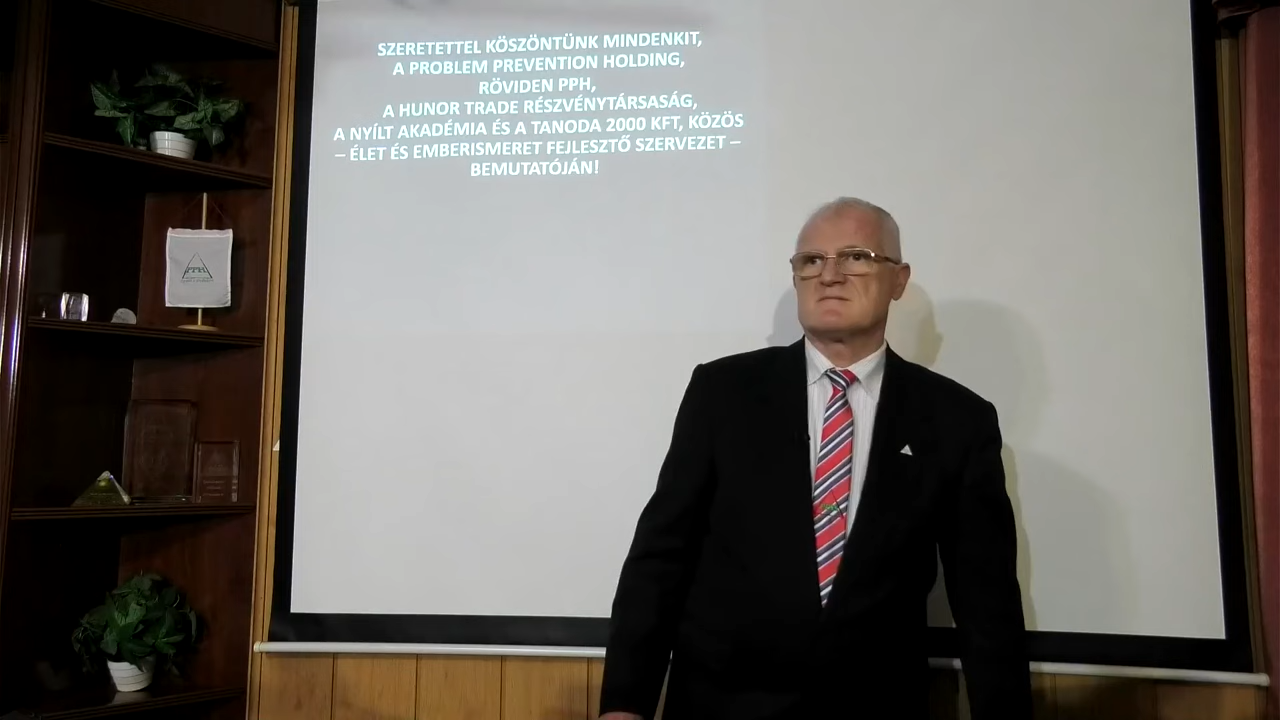 SZERETETTEL KÖSZÖNTÜNK MINDENKIT,
A PROBLEM PREVENTION HOLDING,
RÖVIDEN PPH,
A HUNOR TRADE RÉSZVÉNYTÁRSASÁG,
A NYÍLT AKADÉMIA ÉS A TANODA 2000 KFT, KÖZÖS
– ÉLET ÉS EMBERISMERET FEJLESZTŐ SZERVEZET –
BEMUTATÓJÁN!
PPH